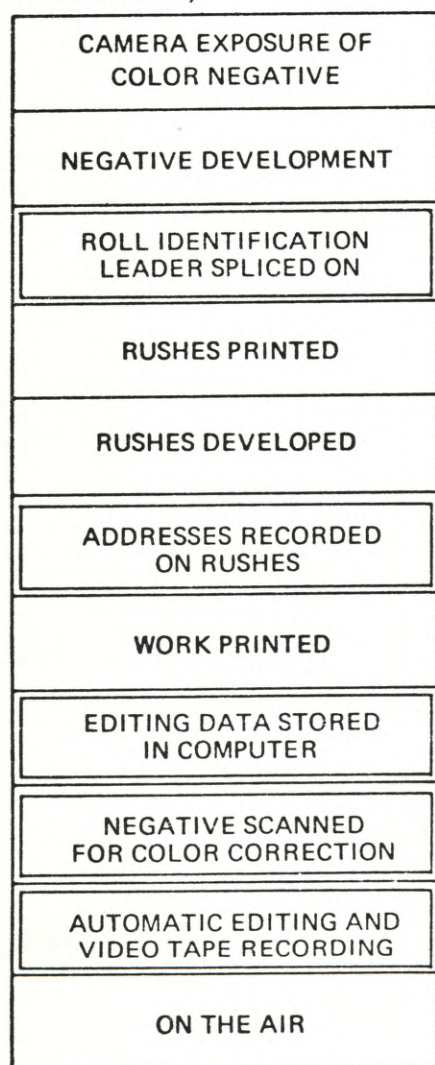 CAMERA EXPOSURE OF
COLOR NEGATIVE
NEGATIVE DEVELOPMENT
ROLL IDENTIFICATION
LEADER SPLICED ON
RUSHES PRINTED
RUSHES DEVELOPED
ADDRESSES RECORDED
ON RUSHES
WORK PRINTED
EDITING DATA STORED
IN COMPUTER
NEGATIVE SCANNED
FOR COLOR CORRECTION
AUTOMATIC EDITING AND
VIDEO TAPE RECORDING
ON THE AIR